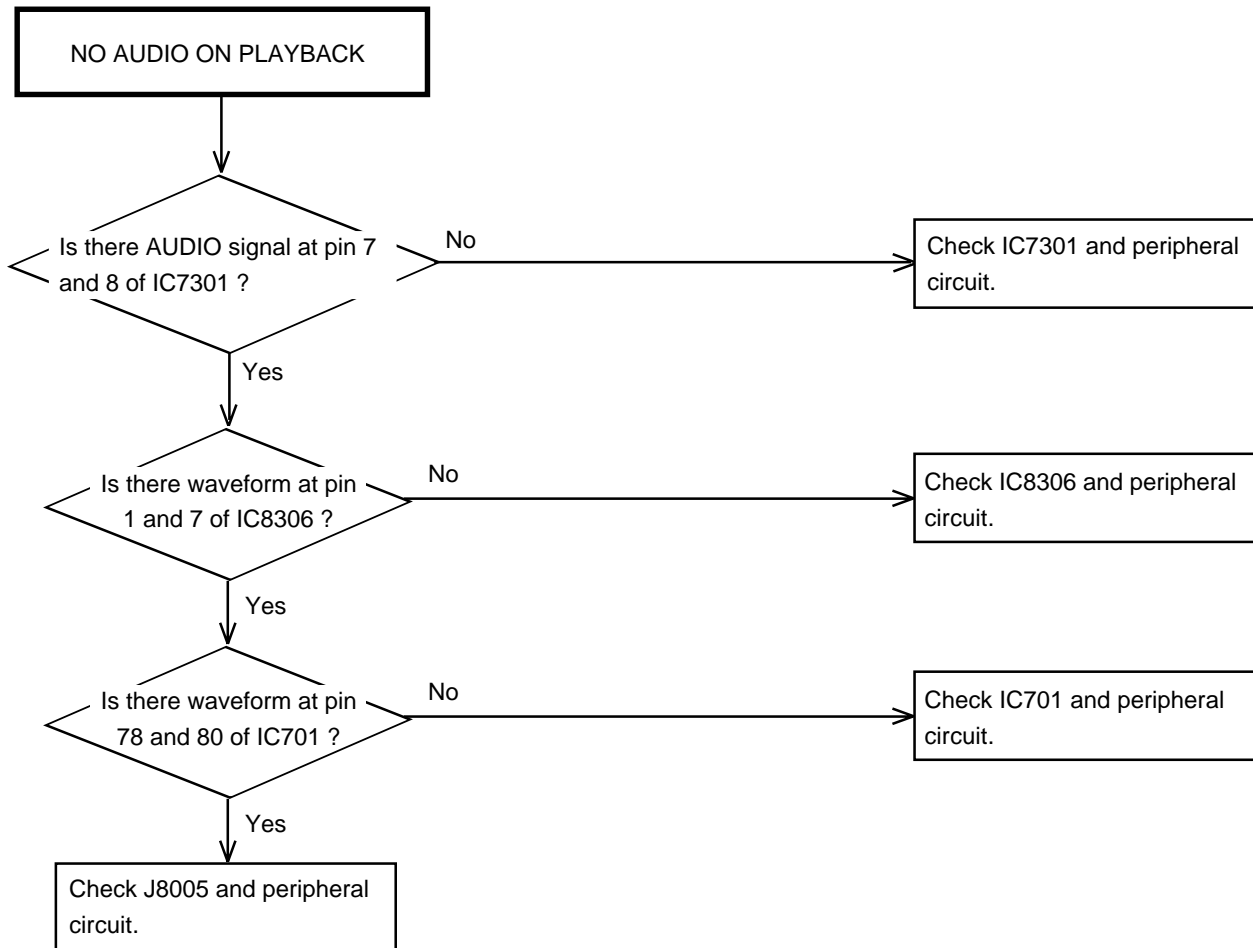 NO AUDIO ON PLAYBACK
Is there AUDIO signal at pin 7
and 8 of IC7301 ?
No
Check IC7301 and peripheral
circuit.
Yes
Is there waveform at pin
1 and 7 of IC8306 ?
No
Check IC8306 and peripheral
circuit.
Yes
Is there waveform at pin
78 and 80 of IC701 ?
No
Check IC701 and peripheral
circuit.
Yes
Check J8005 and peripheral
circuit.